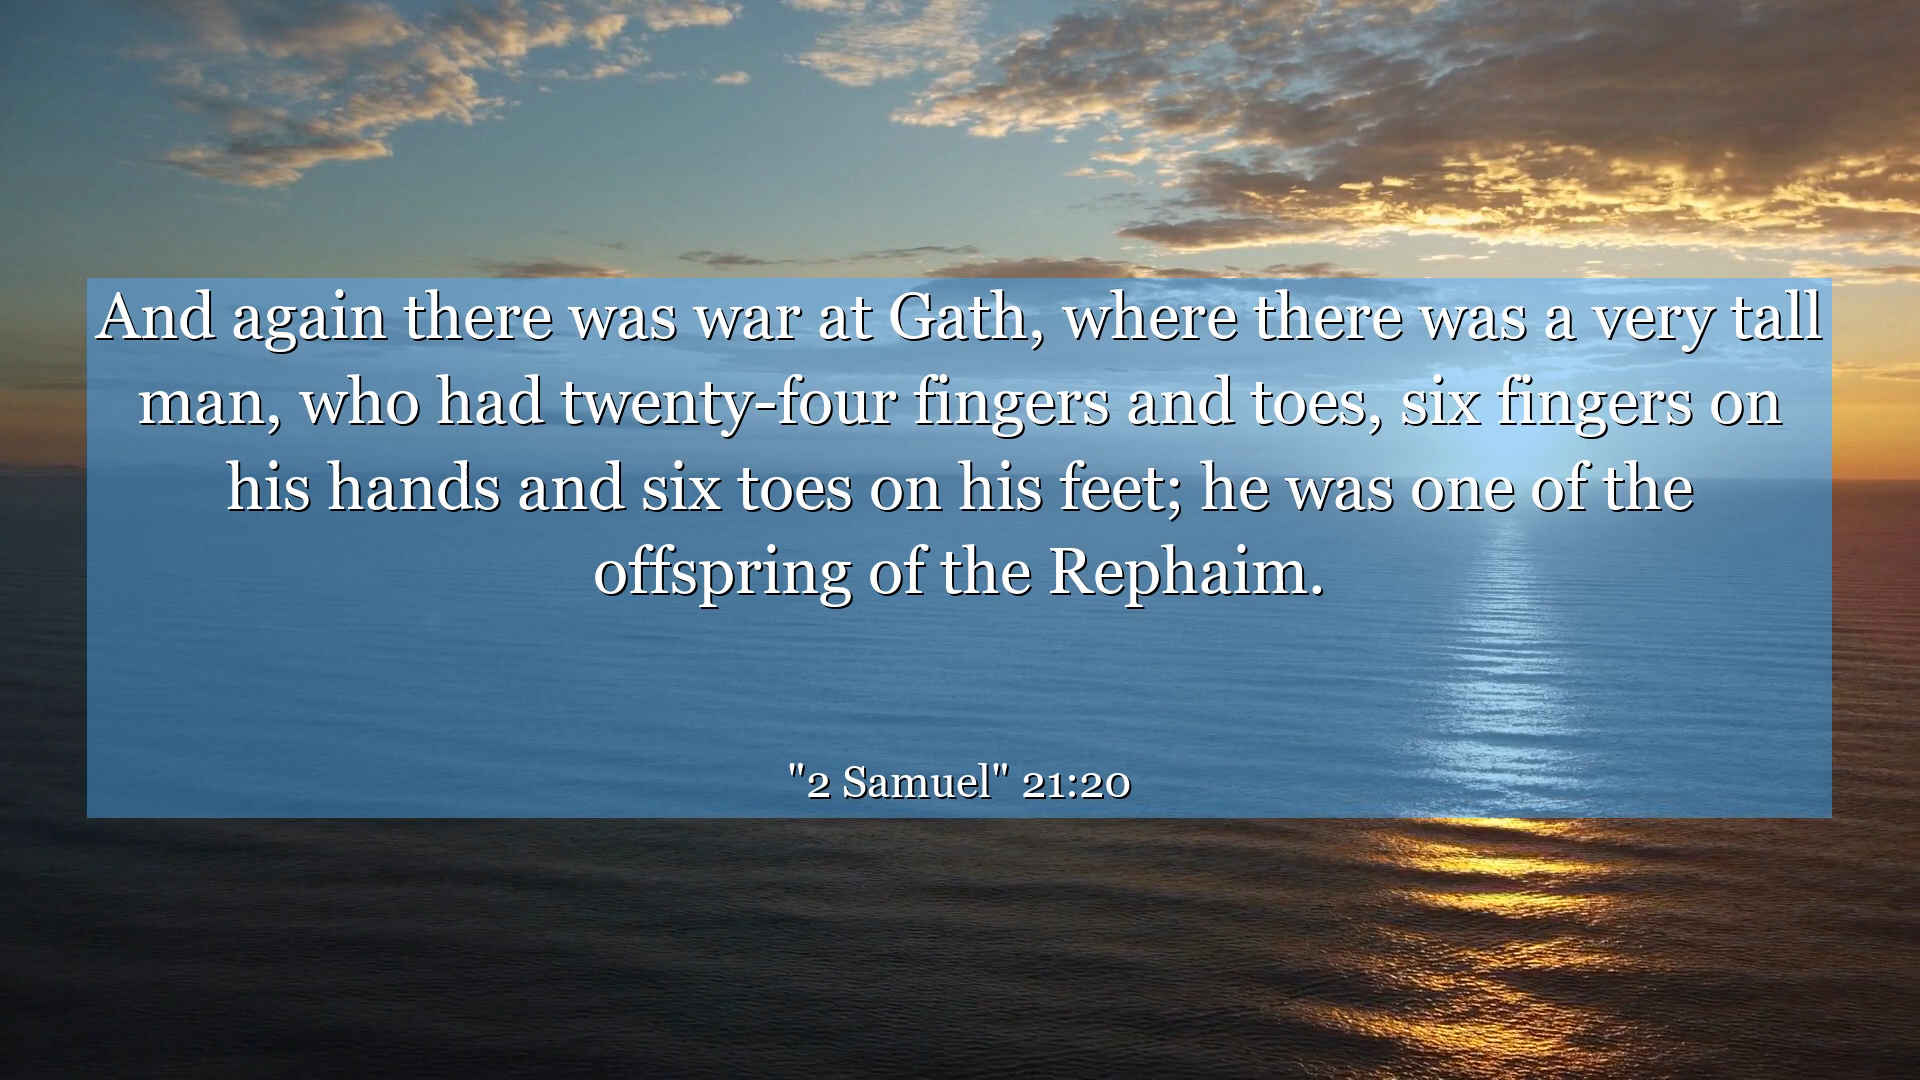 And again there was war at Gath, where there was a very tall
man, who had twenty-four fingers and toes, six fingers on
his hands and six toes on his feet; he was one of the
offspring of the Rephaim.
"2 Samuel" 21:20